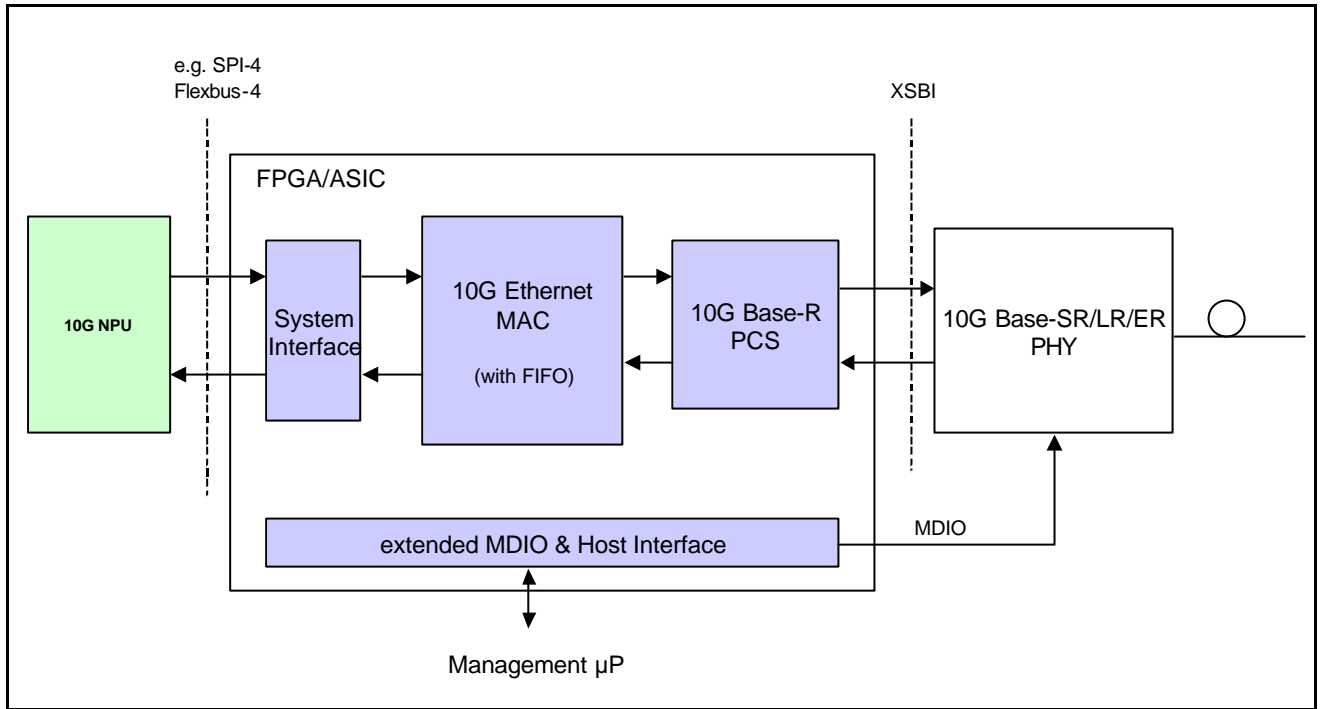 e.g. SPI-4
Flexbus-4
XSBI
FPGA/ASIC
10G NPU
System
Interface
10G Ethernet
MAC
(with FIFO)
10G Base-R
PCS
10G Base-SR/LR/ER
PHY
extended MDIO & Host Interface
MDIO
Management µP